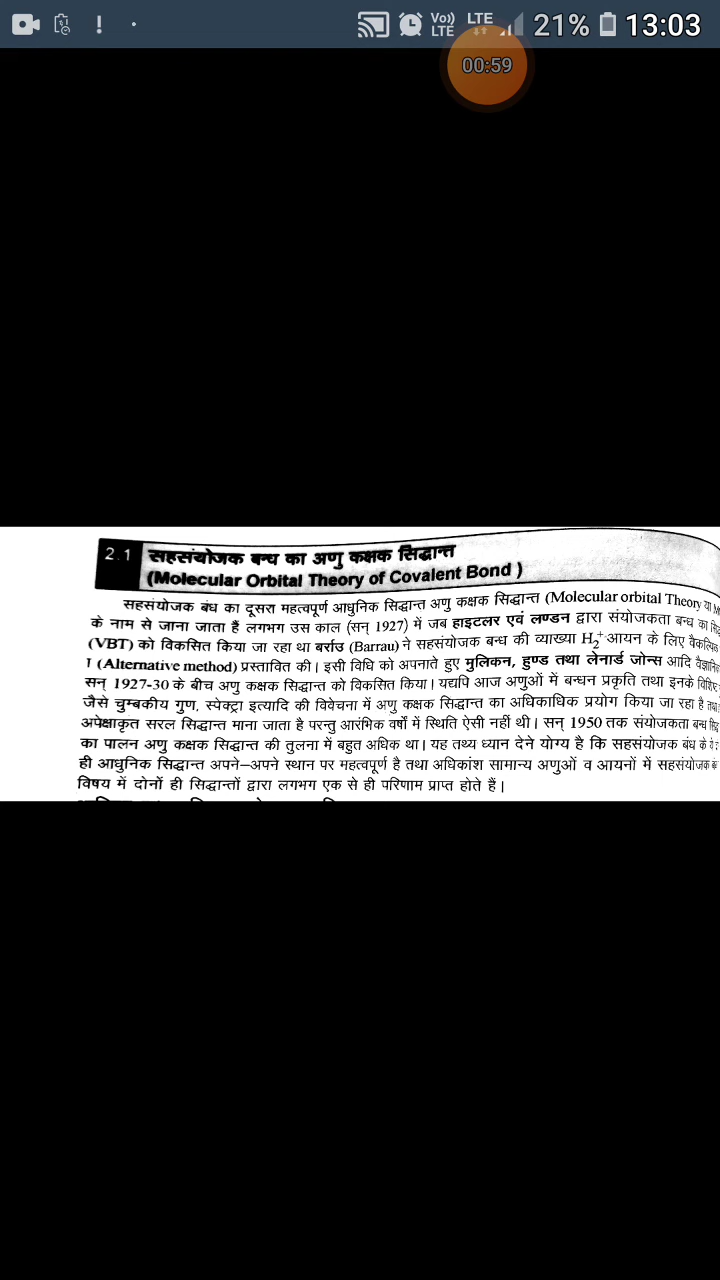 Vo)) LTE LTE 21% 13:03
00:59
2.1 सहसंयोजक बन्ध का अणु कक्षक सिद्धान्त
(Molecular Orbital Theory of Covalent Bond )
सहसंयोजक बंध का दूसरा महत्वपूर्ण आधुनिक सिद्धान्त अणु कक्षक सिद्धान्त (Molecular orbital Theory या
के नाम से जाना जाता हैं लगभग उस काल (सन् 1927) में जब हाइटलर एवं लण्डन द्वारा संयोजकता बन्ध का
(VBT) को विकसित किया जा रहा था बर्राउ (Barrau) ने सहसंयोजक बन्ध की व्याख्या H₂⁺ आयन के लिए
(Alternative method) प्रस्तावित की। इसी विधि को अपनाते हुए मुलिकन, हुण्ड तथा लेनार्ड जोन्स आदि
सन् 1927-30 के बीच अणु कक्षक सिद्धान्त को विकसित किया। यद्यपि आज अणुओं में बन्धन प्रकृति तथा इनके
जैसे चुम्बकीय गुण, स्पेक्ट्रा इत्यादि की विवेचना में अणु कक्षक सिद्धान्त का अधिकाधिक प्रयोग किया जा रहा है
अपेक्षाकृत सरल सिद्धान्त माना जाता है परन्तु आरंभिक वर्षों में स्थिति ऐसी नहीं थी। सन् 1950 तक संयोजकता बन्ध
का पालन अणु कक्षक सिद्धान्त की तुलना में बहुत अधिक था। यह तथ्य ध्यान देने योग्य है कि सहसंयोजक बंध के
ही आधुनिक सिद्धान्त अपने–अपने स्थान पर महत्वपूर्ण है तथा अधिकांश सामान्य अणुओं व आयनों में सहसंयोजक
विषय में दोनों ही सिद्धान्तों द्वारा लगभग एक से ही परिणाम प्राप्त होते हैं।